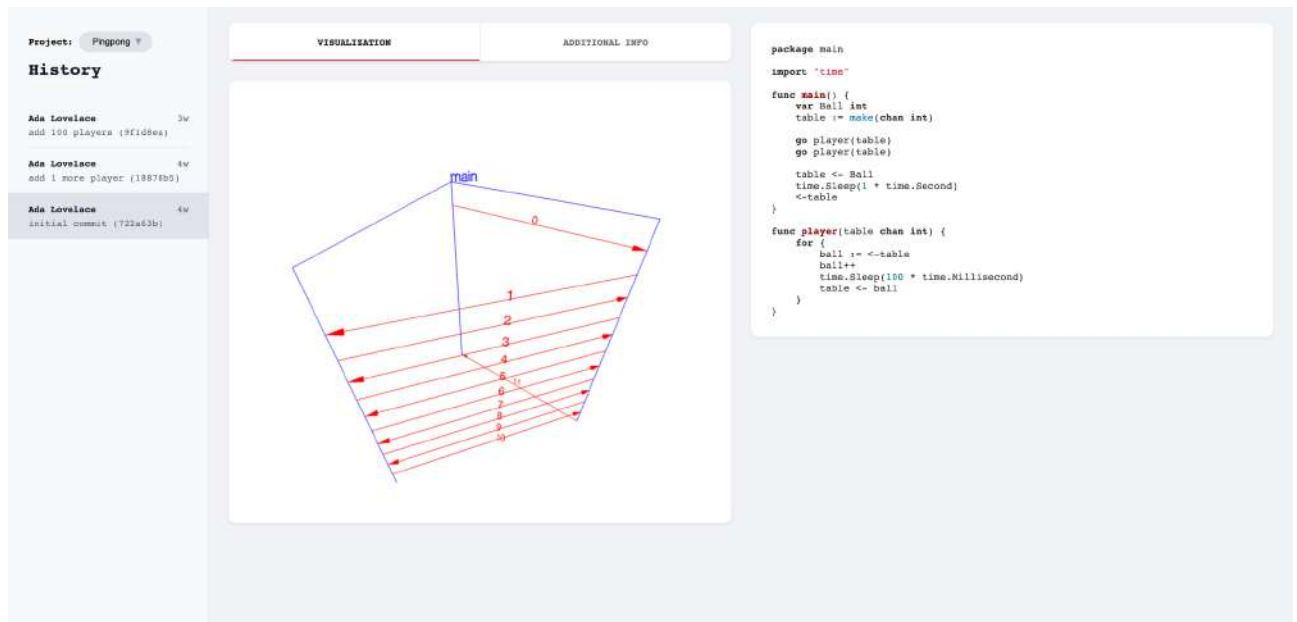 Project: Pingpong ▼
History
Ada Lovelace 3w
add 100 players (9f1d8ea)
Ada Lovelace 4w
add 1 more player (18878b5)
Ada Lovelace 4w
initial commit (722a63b)
VISUALIZATION
ADDITIONAL INFO
main
0
1
2
3
4
5
11
6
7
8
9
10
package main
import "time"
func main() {
    var Ball int
    table := make(chan int)
    go player(table)
    go player(table)
    table <- Ball
    time.Sleep(1 * time.Second)
    <-table
}
func player(table chan int) {
    for {
        ball := <-table
        ball++
        time.Sleep(100 * time.Millisecond)
        table <- ball
    }
}